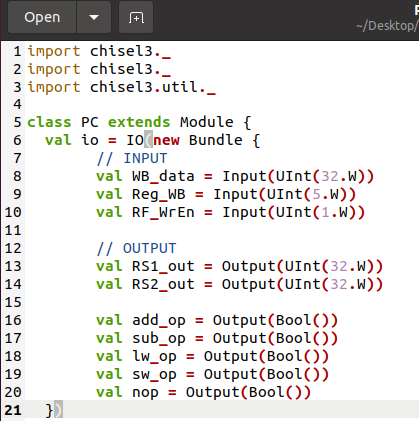 Open
P
~/Desktop/
1 import chisel3._
2 import chisel3._
3 import chisel3.util._
4
5 class PC extends Module {
6   val io = IO(new Bundle {
7         // INPUT
8         val WB_data = Input(UInt(32.W))
9         val Reg_WB = Input(UInt(5.W))
10         val RF_WrEn = Input(UInt(1.W))
11
12         // OUTPUT
13         val RS1_out = Output(UInt(32.W))
14         val RS2_out = Output(UInt(32.W))
15
16         val add_op = Output(Bool())
17         val sub_op = Output(Bool())
18         val lw_op = Output(Bool())
19         val sw_op = Output(Bool())
20         val nop = Output(Bool())
21   })